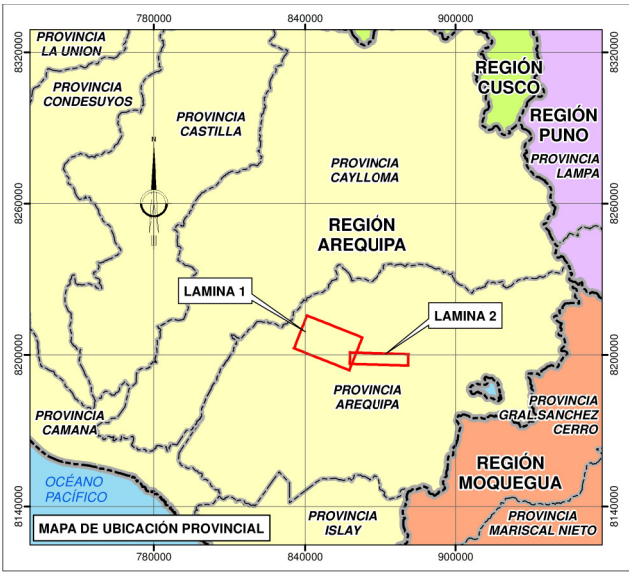 780000
840000
900000
8320000
8320000
PROVINCIA
LA UNION
PROVINCIA
CONDESUYOS
PROVINCIA
CASTILLA
REGIÓN
CUSCO
REGIÓN
PUNO
PROVINCIA
LAMPA
PROVINCIA
CAYLLOMA
N
8260000
8260000
REGIÓN
AREQUIPA
LAMINA 1
LAMINA 2
8200000
8200000
PROVINCIA
AREQUIPA
PROVINCIA
GRAL.SANCHEZ
CERRO
PROVINCIA
CAMANA
REGIÓN
MOQUEGUA
OCÉANO
PACÍFICO
8140000
8140000
MAPA DE UBICACIÓN PROVINCIAL
PROVINCIA
ISLAY
PROVINCIA
MARISCAL NIETO
780000
840000
900000